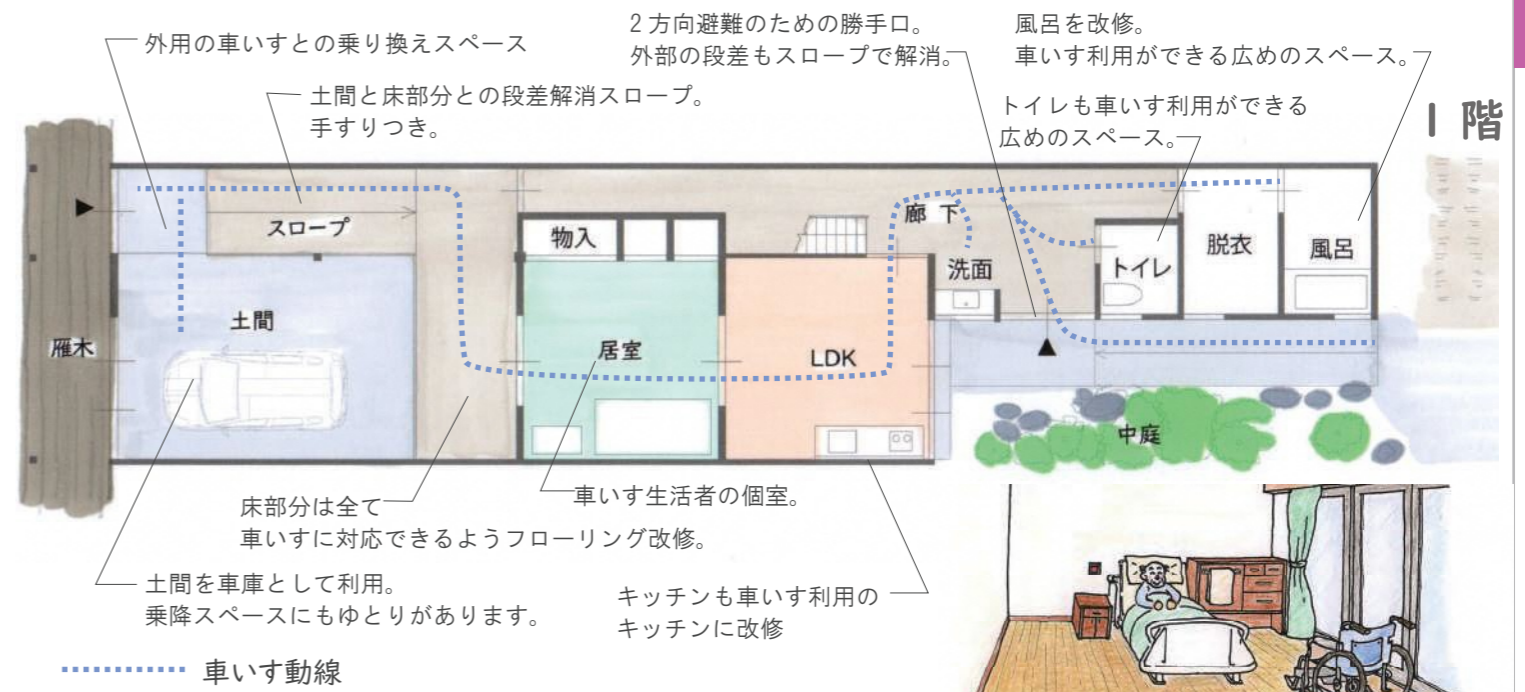 外用の車いすとの乗り換えスペース
土間と床部分との段差解消スロープ。
手すりつき。
2方向避難のための勝手口。
外部の段差もスロープで解消。
風呂を改修。
車いす利用ができる広めのスペース。
トイレも車いす利用ができる
広めのスペース。
1階
スロープ
物入
廊下
洗面
トイレ
脱衣
風呂
雁木
土間
居室
LDK
中庭
床部分は全て
車いすに対応できるようフローリング改修。
車いす生活者の個室。
土間を車庫として利用。
乗降スペースにもゆとりがあります。
キッチンも車いす利用の
キッチンに改修
車いす動線